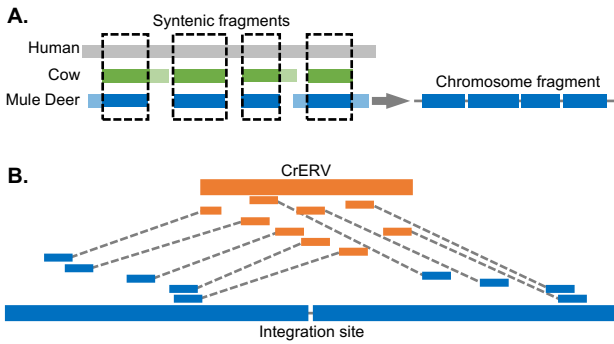 A.
Syntenic fragments
Human
Cow
Mule Deer
Chromosome fragment
B.
CrERV
Integration site